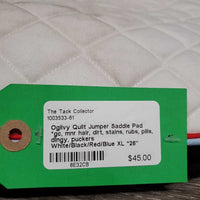 The Tack Collector
1003533-61
Ogilvy Quilt Jumper Saddle Pad
*gc, mnr hair, dirt, stains, rubs, pills,
dingy, puckers
White/Black/Red/Blue XL "26"
$45.00
6E32CB